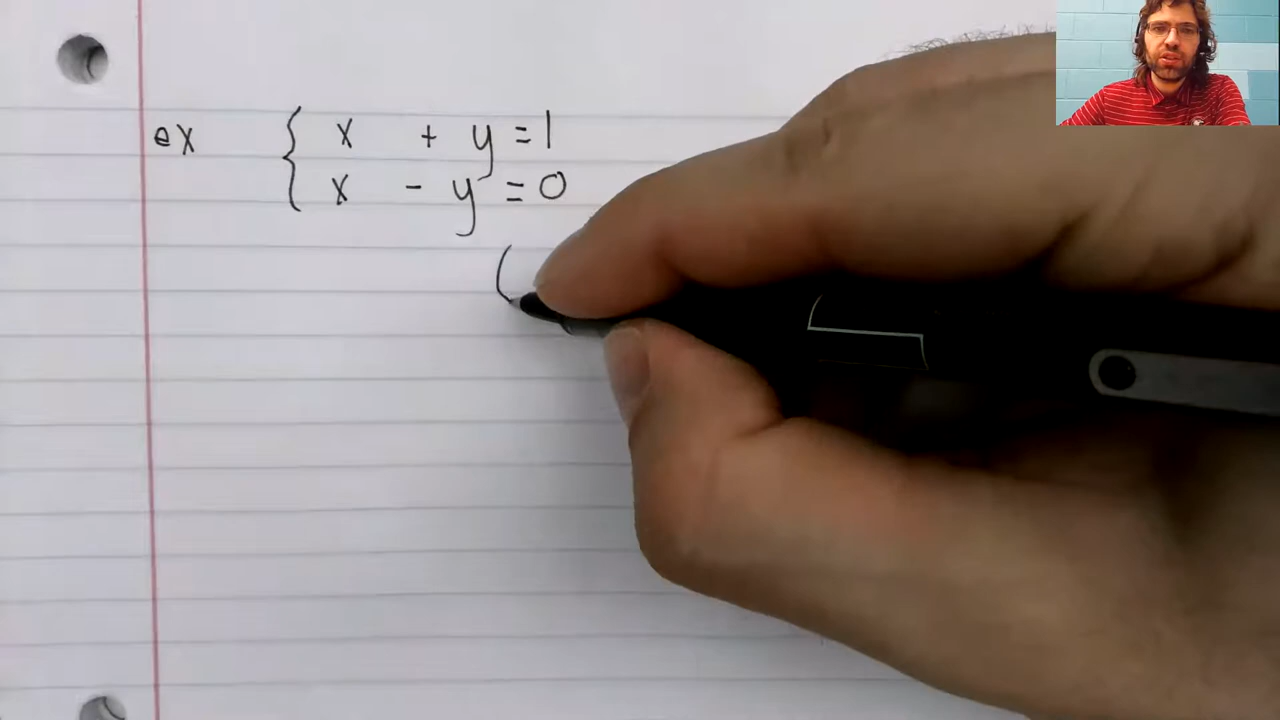 ex { x + y = 1
x - y = 0
(